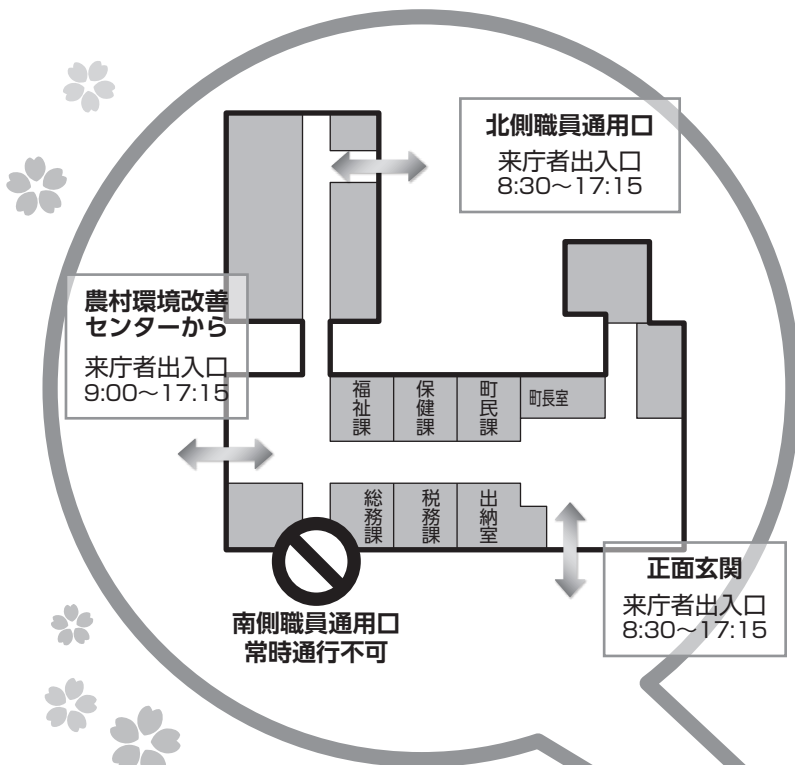 北側職員通用口
来庁者出入口
8:30～17:15
農村環境改善
センターから
来庁者出入口
9:00～17:15
福祉課
保健課
町民課
町長室
総務課
税務課
出納室
正面玄関
来庁者出入口
8:30～17:15
南側職員通用口
常時通行不可